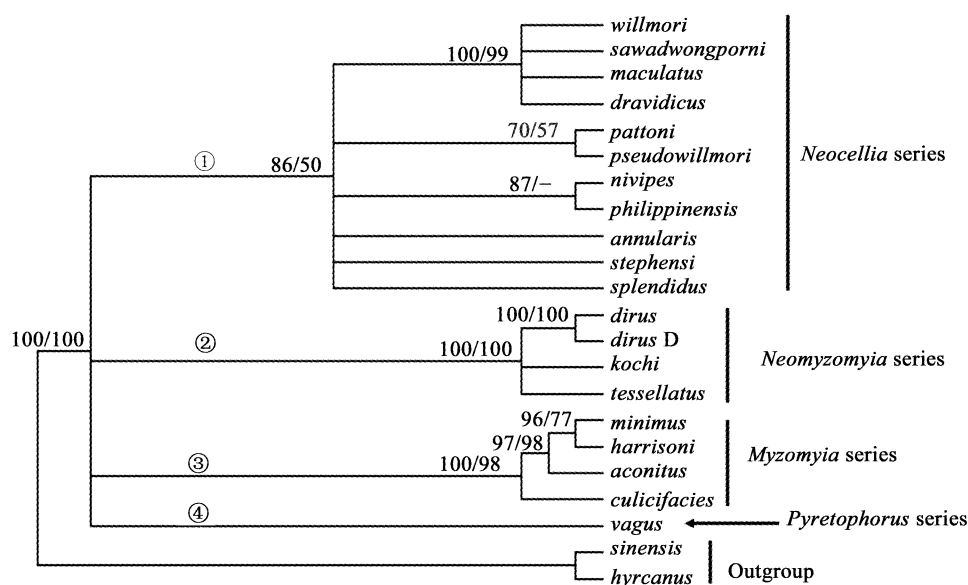 willmori
100/99
sawadwongporni
maculatus
dravidicus
70/57
pattoni
pseudowillmori
Neocellia series
①
86/50
87/–
nivipes
philippinensis
annularis
stephensi
splendidus
100/100
dirus
100/100
②
100/100
dirus D
kochi
Neomyzomyia series
tessellatus
96/77
minimus
97/98
harrisoni
③
100/98
aconitus
Myzomyia series
culicifacies
④
vagus
Pyretophorus series
sinensis
hyrcanus
Outgroup